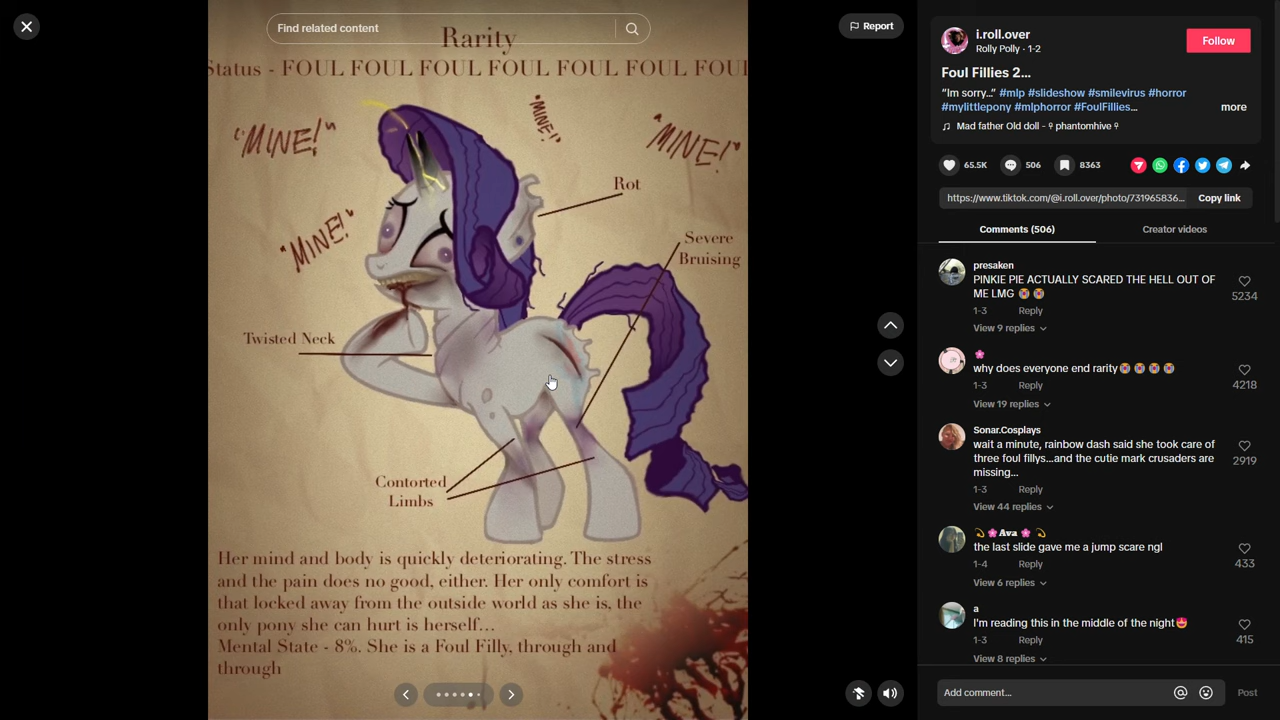 Find related content
Report
Rarity
Status - FOUL FOUL FOUL FOUL FOUL FOUL FOUL
"MINE!"
"MINE!"
"MINE!"
"MINE!"
Rot
Severe
Bruising
Twisted Neck
Contorted
Limbs
Her mind and body is quickly deteriorating. The stress
and the pain does no good, either. Her only comfort is
that locked away from the outside world as she is, the
only pony she can hurt is herself...
Mental State - 8%. She is a Foul Filly, through and
through
i.roll.over
Rolly Polly · 1-2
Follow
Foul Fillies 2...
“Im sorry...” #mlp #slideshow #smilevirus #horror
#mylittlepony #mlphorror #FoulFillies...
more
Mad father Old doll - ♀ phantomhive ♀
65.5K
506
8363
https://www.tiktok.com/@i.roll.over/photo/731965836...
Copy link
Comments (506)
Creator videos
presaken
PINKIE PIE ACTUALLY SCARED THE HELL OUT OF
ME LMG 😭 😭
5234
1-3 Reply
View 9 replies
🌸
why does everyone end rarity😭😭😭😭
4218
1-3 Reply
View 19 replies
Sonar.Cosplays
wait a minute, rainbow dash said she took care of
three foul fillys...and the cutie mark crusaders are
missing...
2919
1-3 Reply
View 44 replies
💫 🌸Ava 🌸 💫
the last slide gave me a jump scare ngl
433
1-4 Reply
View 6 replies
a
I'm reading this in the middle of the night😍
415
1-3 Reply
View 8 replies
Add comment...
Post